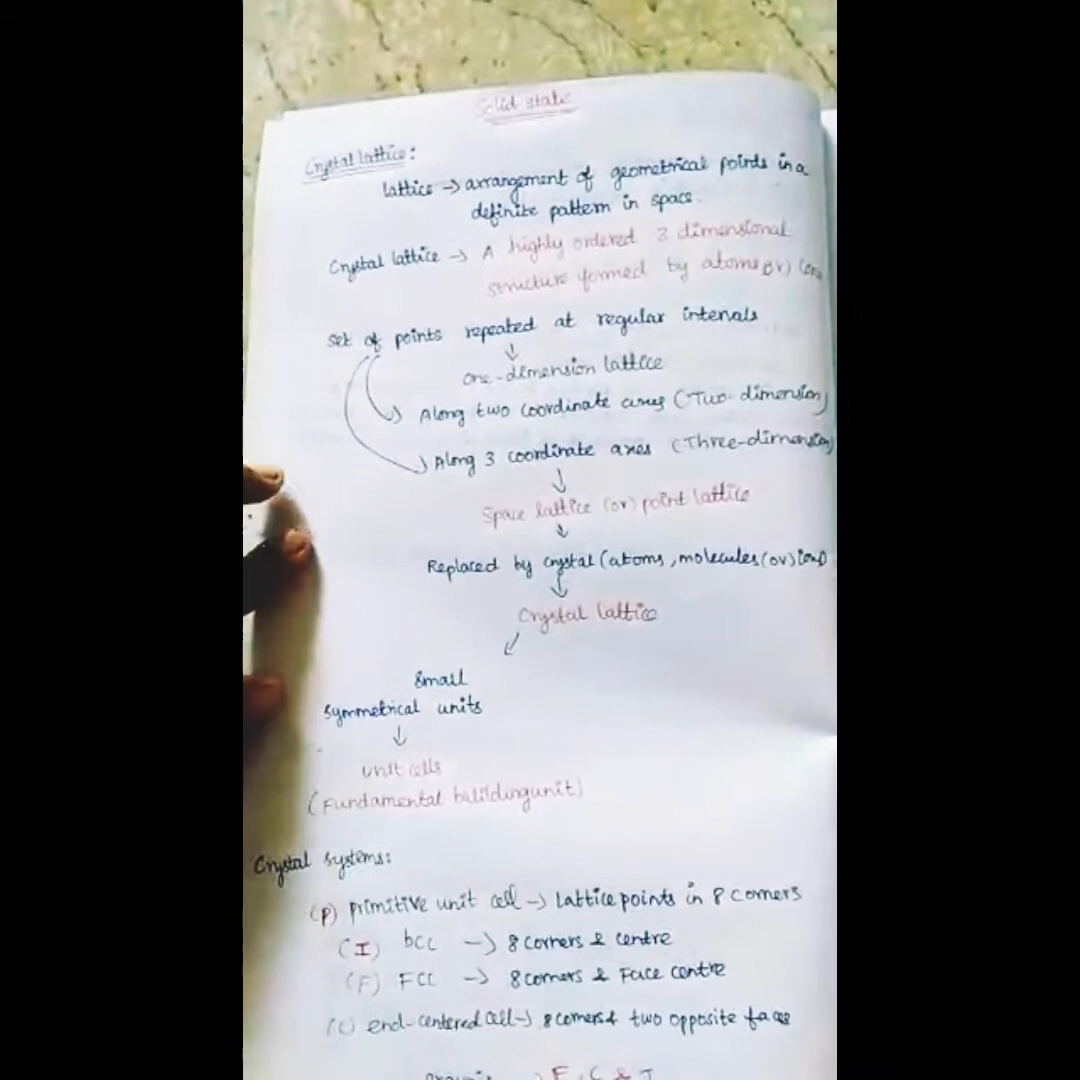 Solid state
Crystal lattice:
lattice → arrangement of geometrical points in a
definite pattern in space.
Crystal lattice → A highly ordered 3 dimensional
structure formed by atoms (or) ions
Set of points repeated at regular intervals
↓
one-dimension lattice
Along two coordinate axes (Two-dimension)
Along 3 coordinate axes (Three-dimension)
↓
Space lattice (or) point lattice
↓
Replaced by crystal (atoms, molecules (or) ions)
↓
Crystal lattice
↙
Small
symmetrical units
↓
unit cells
(Fundamental building unit)
Crystal systems:
(P) primitive unit cell → Lattice points in 8 corners
(I) bcc → 8 corners & centre
(F) FCC → 8 corners & Face centre
(C) end-centered cell → 8 corners & two opposite faces
F, C & I